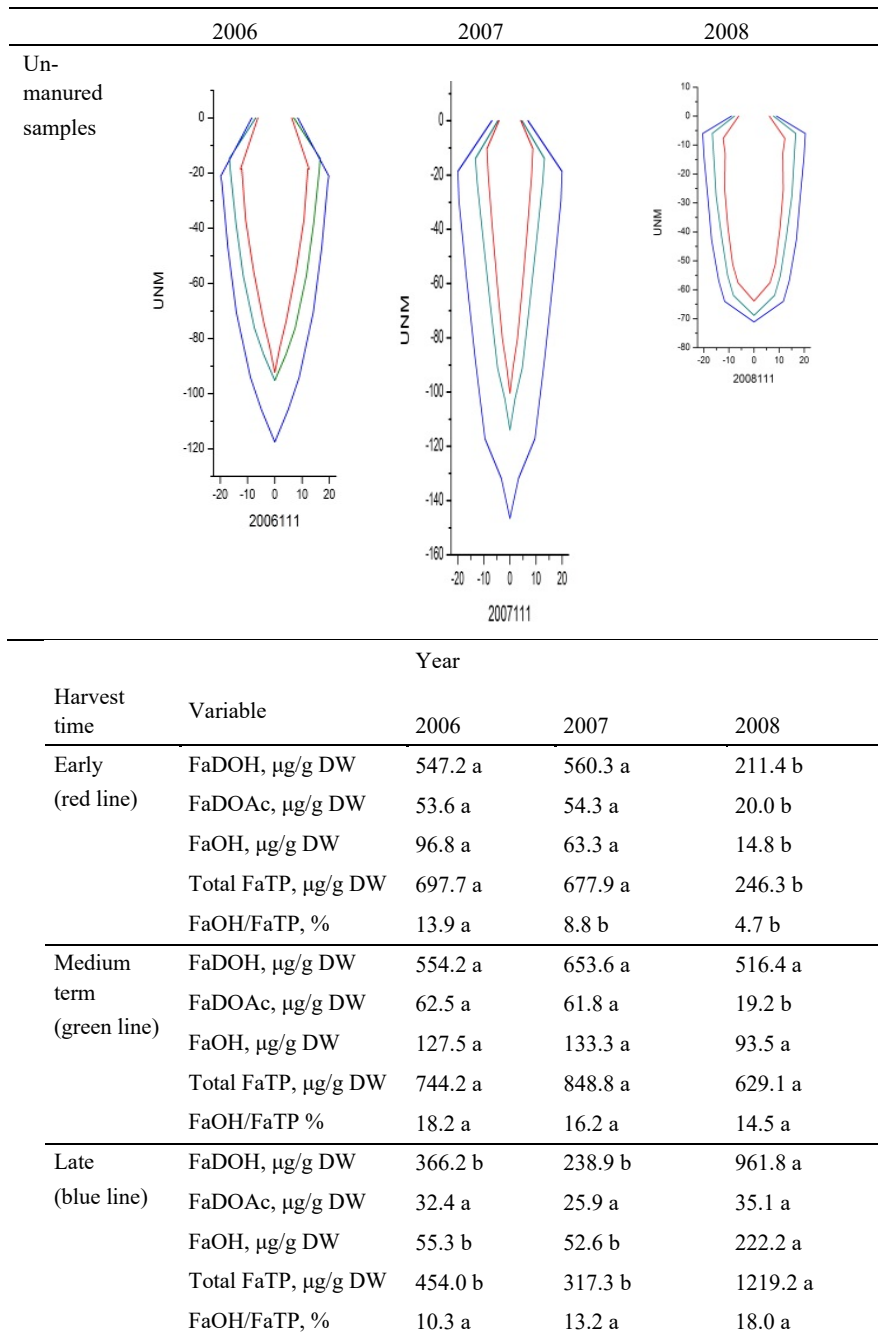 2006 2007 2008
Un-
manured
samples
0
-20
-40
-60
-80
-100
-120
UNM
-20 -10 0 10 20
2006111
0
-20
-40
-60
-80
-100
-120
-140
-160
UNM
-20 -10 0 10 20
2007111
10
0
-10
-20
-30
-40
-50
-60
-70
-80
UNM
-20 -10 0 10 20
2008111
Year
Harvest
time Variable 2006 2007 2008
Early FaDOH, µg/g DW 547.2 a 560.3 a 211.4 b
(red line) FaDOAc, µg/g DW 53.6 a 54.3 a 20.0 b
FaOH, µg/g DW 96.8 a 63.3 a 14.8 b
Total FaTP, µg/g DW 697.7 a 677.9 a 246.3 b
FaOH/FaTP, % 13.9 a 8.8 b 4.7 b
Medium FaDOH, µg/g DW 554.2 a 653.6 a 516.4 a
term
(green line) FaDOAc, µg/g DW 62.5 a 61.8 a 19.2 b
FaOH, µg/g DW 127.5 a 133.3 a 93.5 a
Total FaTP, µg/g DW 744.2 a 848.8 a 629.1 a
FaOH/FaTP % 18.2 a 16.2 a 14.5 a
Late FaDOH, µg/g DW 366.2 b 238.9 b 961.8 a
(blue line) FaDOAc, µg/g DW 32.4 a 25.9 a 35.1 a
FaOH, µg/g DW 55.3 b 52.6 b 222.2 a
Total FaTP, µg/g DW 454.0 b 317.3 b 1219.2 a
FaOH/FaTP, % 10.3 a 13.2 a 18.0 a